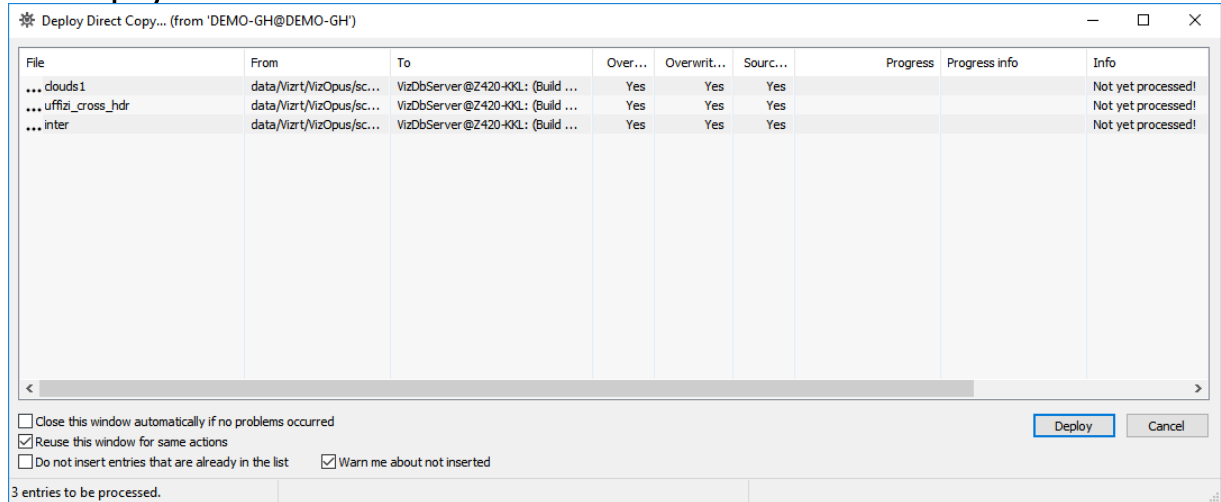 Deploy Direct Copy... (from 'DEMO-GH@DEMO-GH')
File From To Over... Overwrit... Sourc... Progress Progress info Info
... clouds1 data/Vizrt/VizOpus/sc... VizDbServer@Z420-KKL: (Build ... Yes Yes Yes Not yet processed!
... uffizi_cross_hdr data/Vizrt/VizOpus/sc... VizDbServer@Z420-KKL: (Build ... Yes Yes Yes Not yet processed!
... inter data/Vizrt/VizOpus/sc... VizDbServer@Z420-KKL: (Build ... Yes Yes Yes Not yet processed!
Close this window automatically if no problems occurred
Deploy Cancel
Reuse this window for same actions
Do not insert entries that are already in the list Warn me about not inserted
3 entries to be processed.